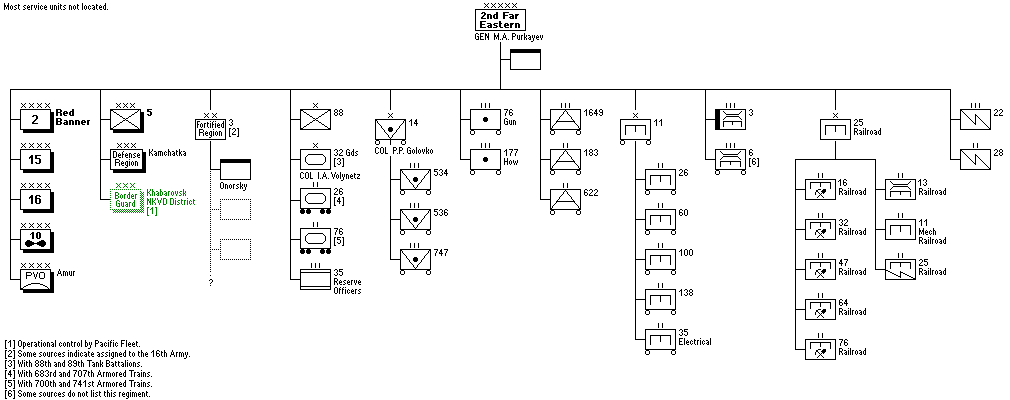 Most service units not located.
XXXXX
2nd Far
Eastern
GEN M.A. Purkayev
XXXX
2
Red
Banner
XXXX
15
XXXX
16
XXXX
10
XXXX
PVO
Amur
XXX
5
XXX
Defense
Region
Kamchatka
XXX
Border
Guard
Khabarovsk
NKVD District
[1]
XX
Fortified
Region
3
[2]
Onorsky
?
X
88
X
32 Gds
[3]
COL I.A. Volynetz
II
26
[4]
II
76
[5]
III
35
Reserve
Officers
XX
14
COL P.P. Golovko
III
534
III
536
III
747
III
76
Gun
III
177
How
III
1649
III
183
III
622
X
11
II
26
II
60
II
100
II
138
II
35
Electrical
III
3
III
6
[6]
X
25
Railroad
II
16
Railroad
II
32
Railroad
II
47
Railroad
II
64
Railroad
II
76
Railroad
II
13
Railroad
II
11
Mech
Railroad
II
25
Railroad
III
22
III
28
[1] Operational control by Pacific Fleet.
[2] Some sources indicate assigned to the 16th Army.
[3] With 88th and 89th Tank Battalions.
[4] With 683rd and 707th Armored Trains.
[5] With 700th and 741st Armored Trains.
[6] Some sources do not list this regiment.